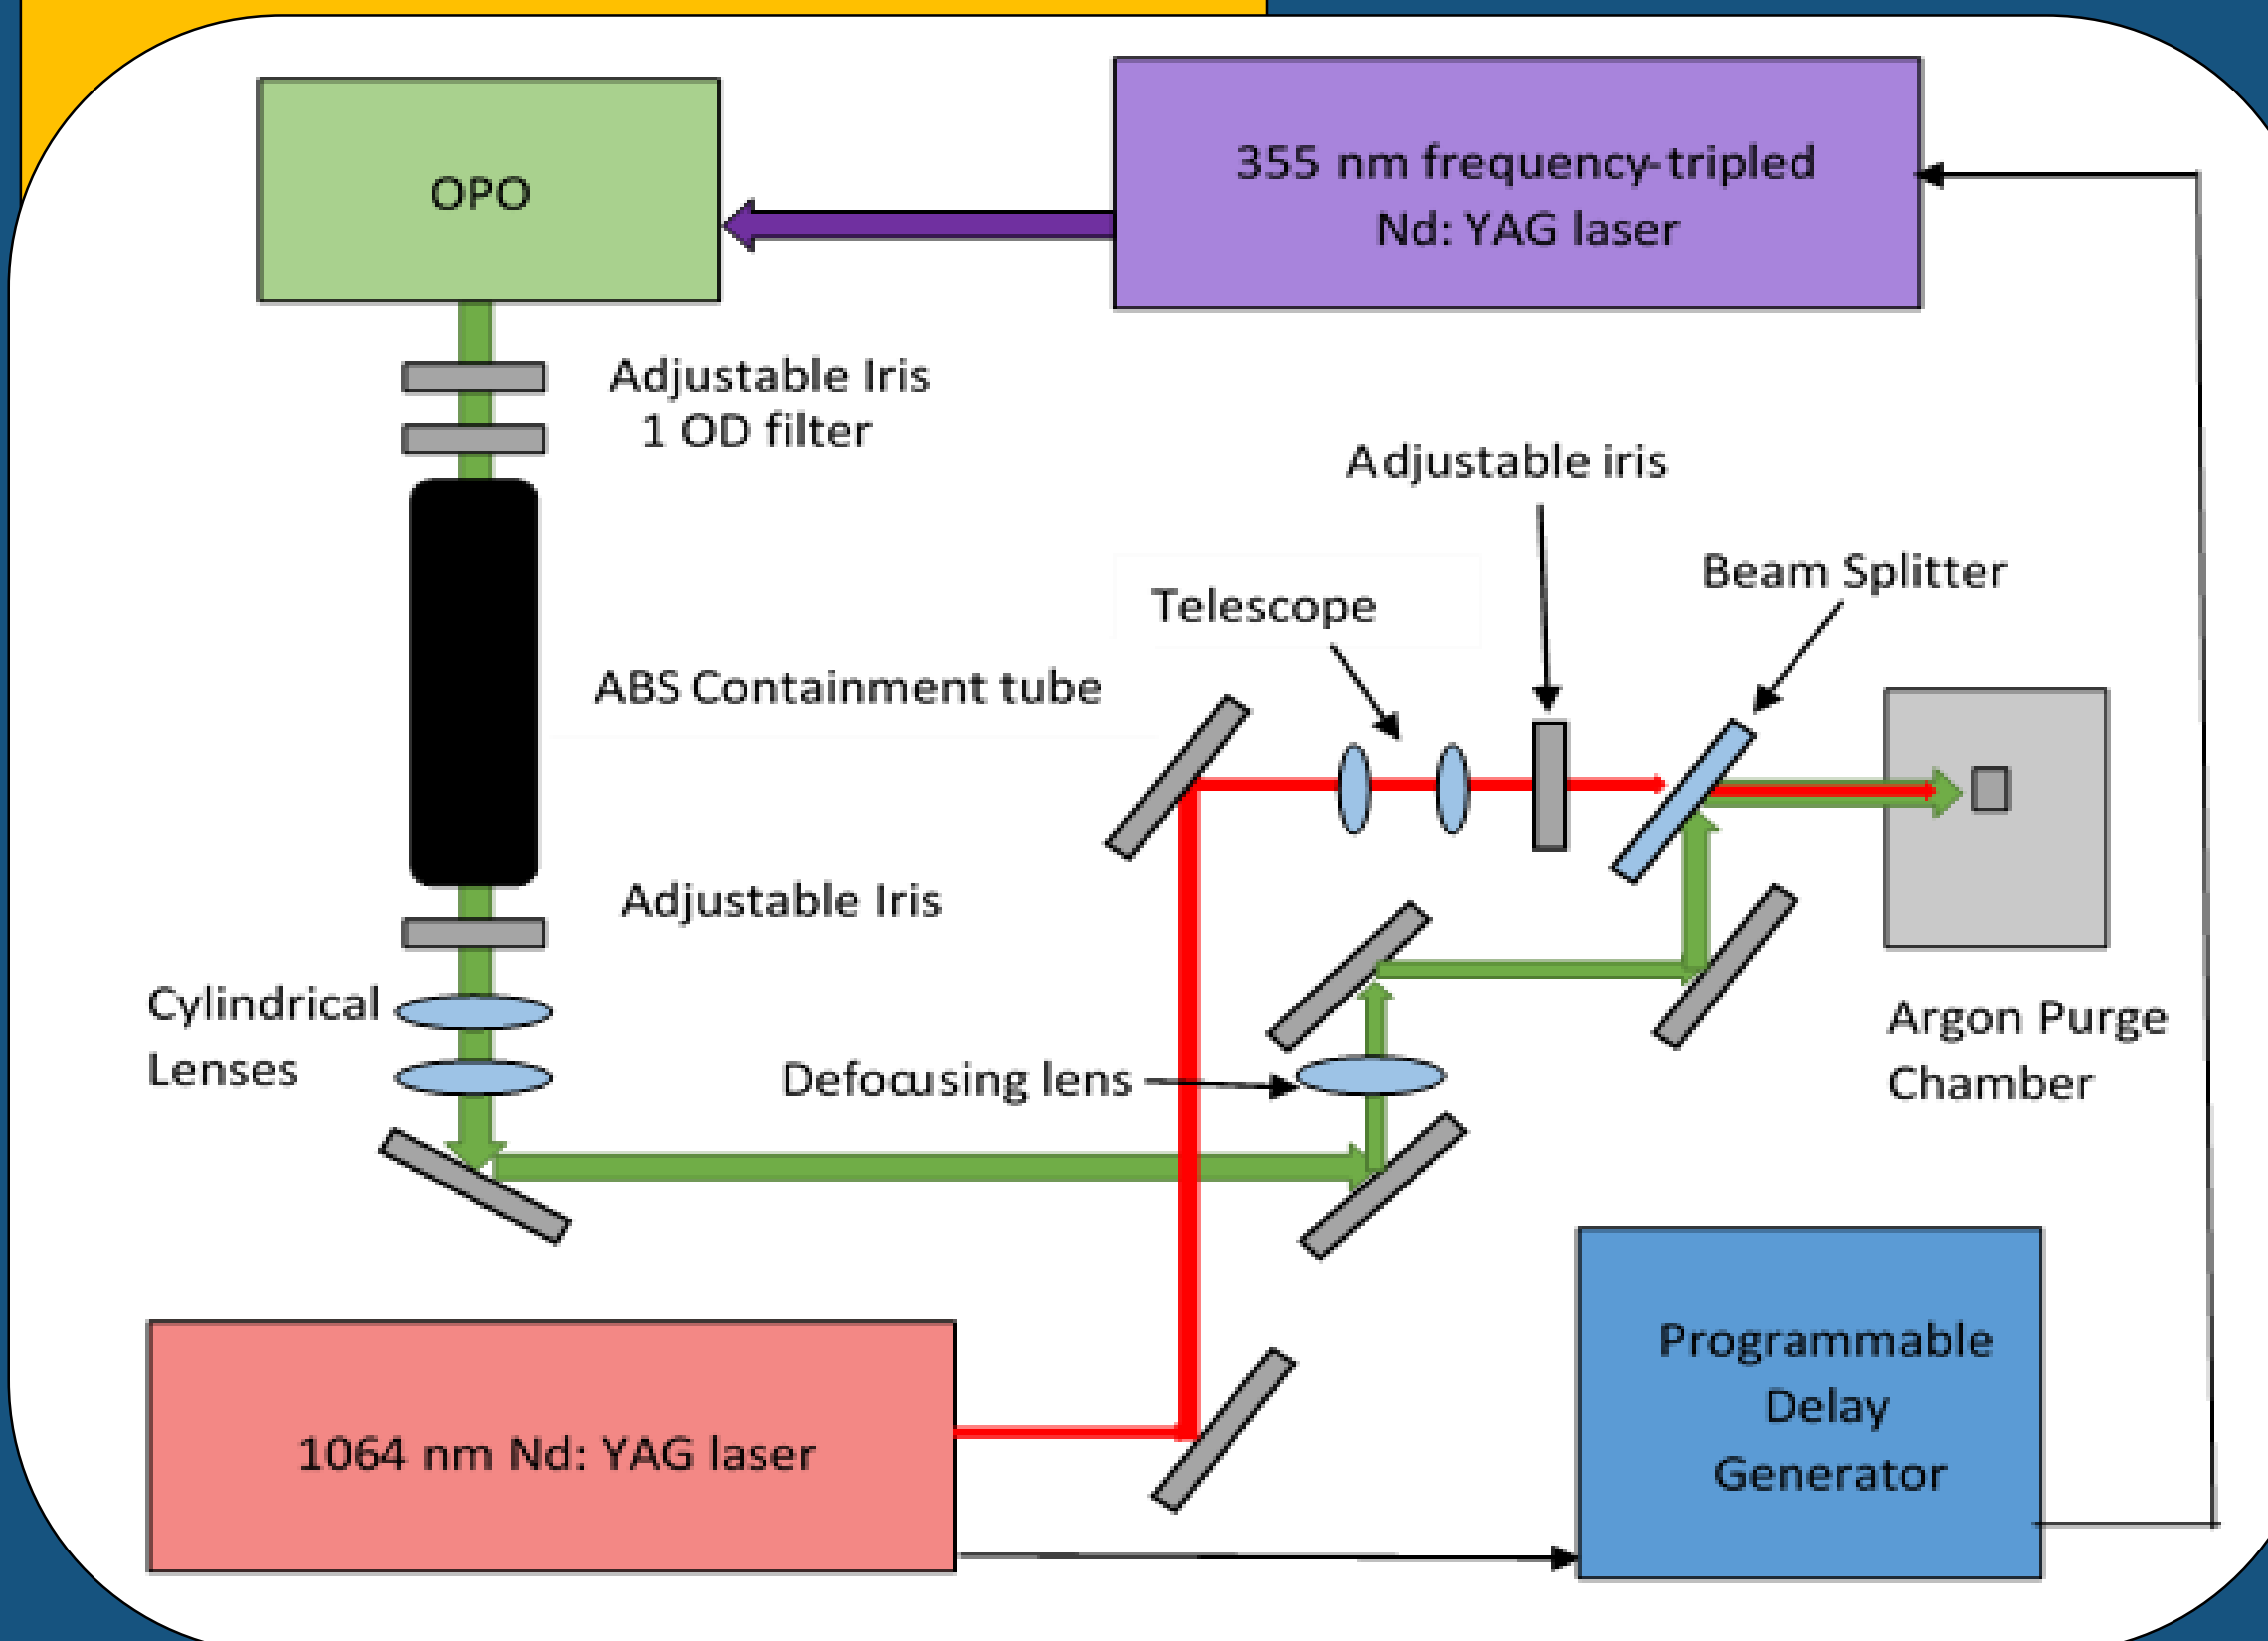 OPO
355 nm frequency-tripled
Nd: YAG laser
Adjustable Iris
1 OD filter
Adjustable iris
Beam Splitter
Telescope
ABS Containment tube
Adjustable Iris
Cylindrical
Lenses
Defocusing lens
Argon Purge
Chamber
1064 nm Nd: YAG laser
Programmable
Delay
Generator